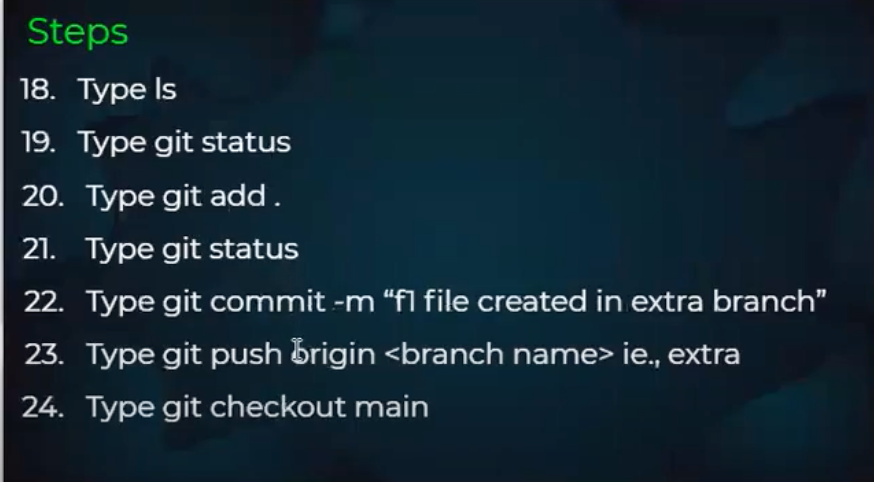 Steps
18. Type ls
19. Type git status
20. Type git add .
21. Type git status
22. Type git commit -m “f1 file created in extra branch”
23. Type git push origin <branch name> ie., extra
24. Type git checkout main